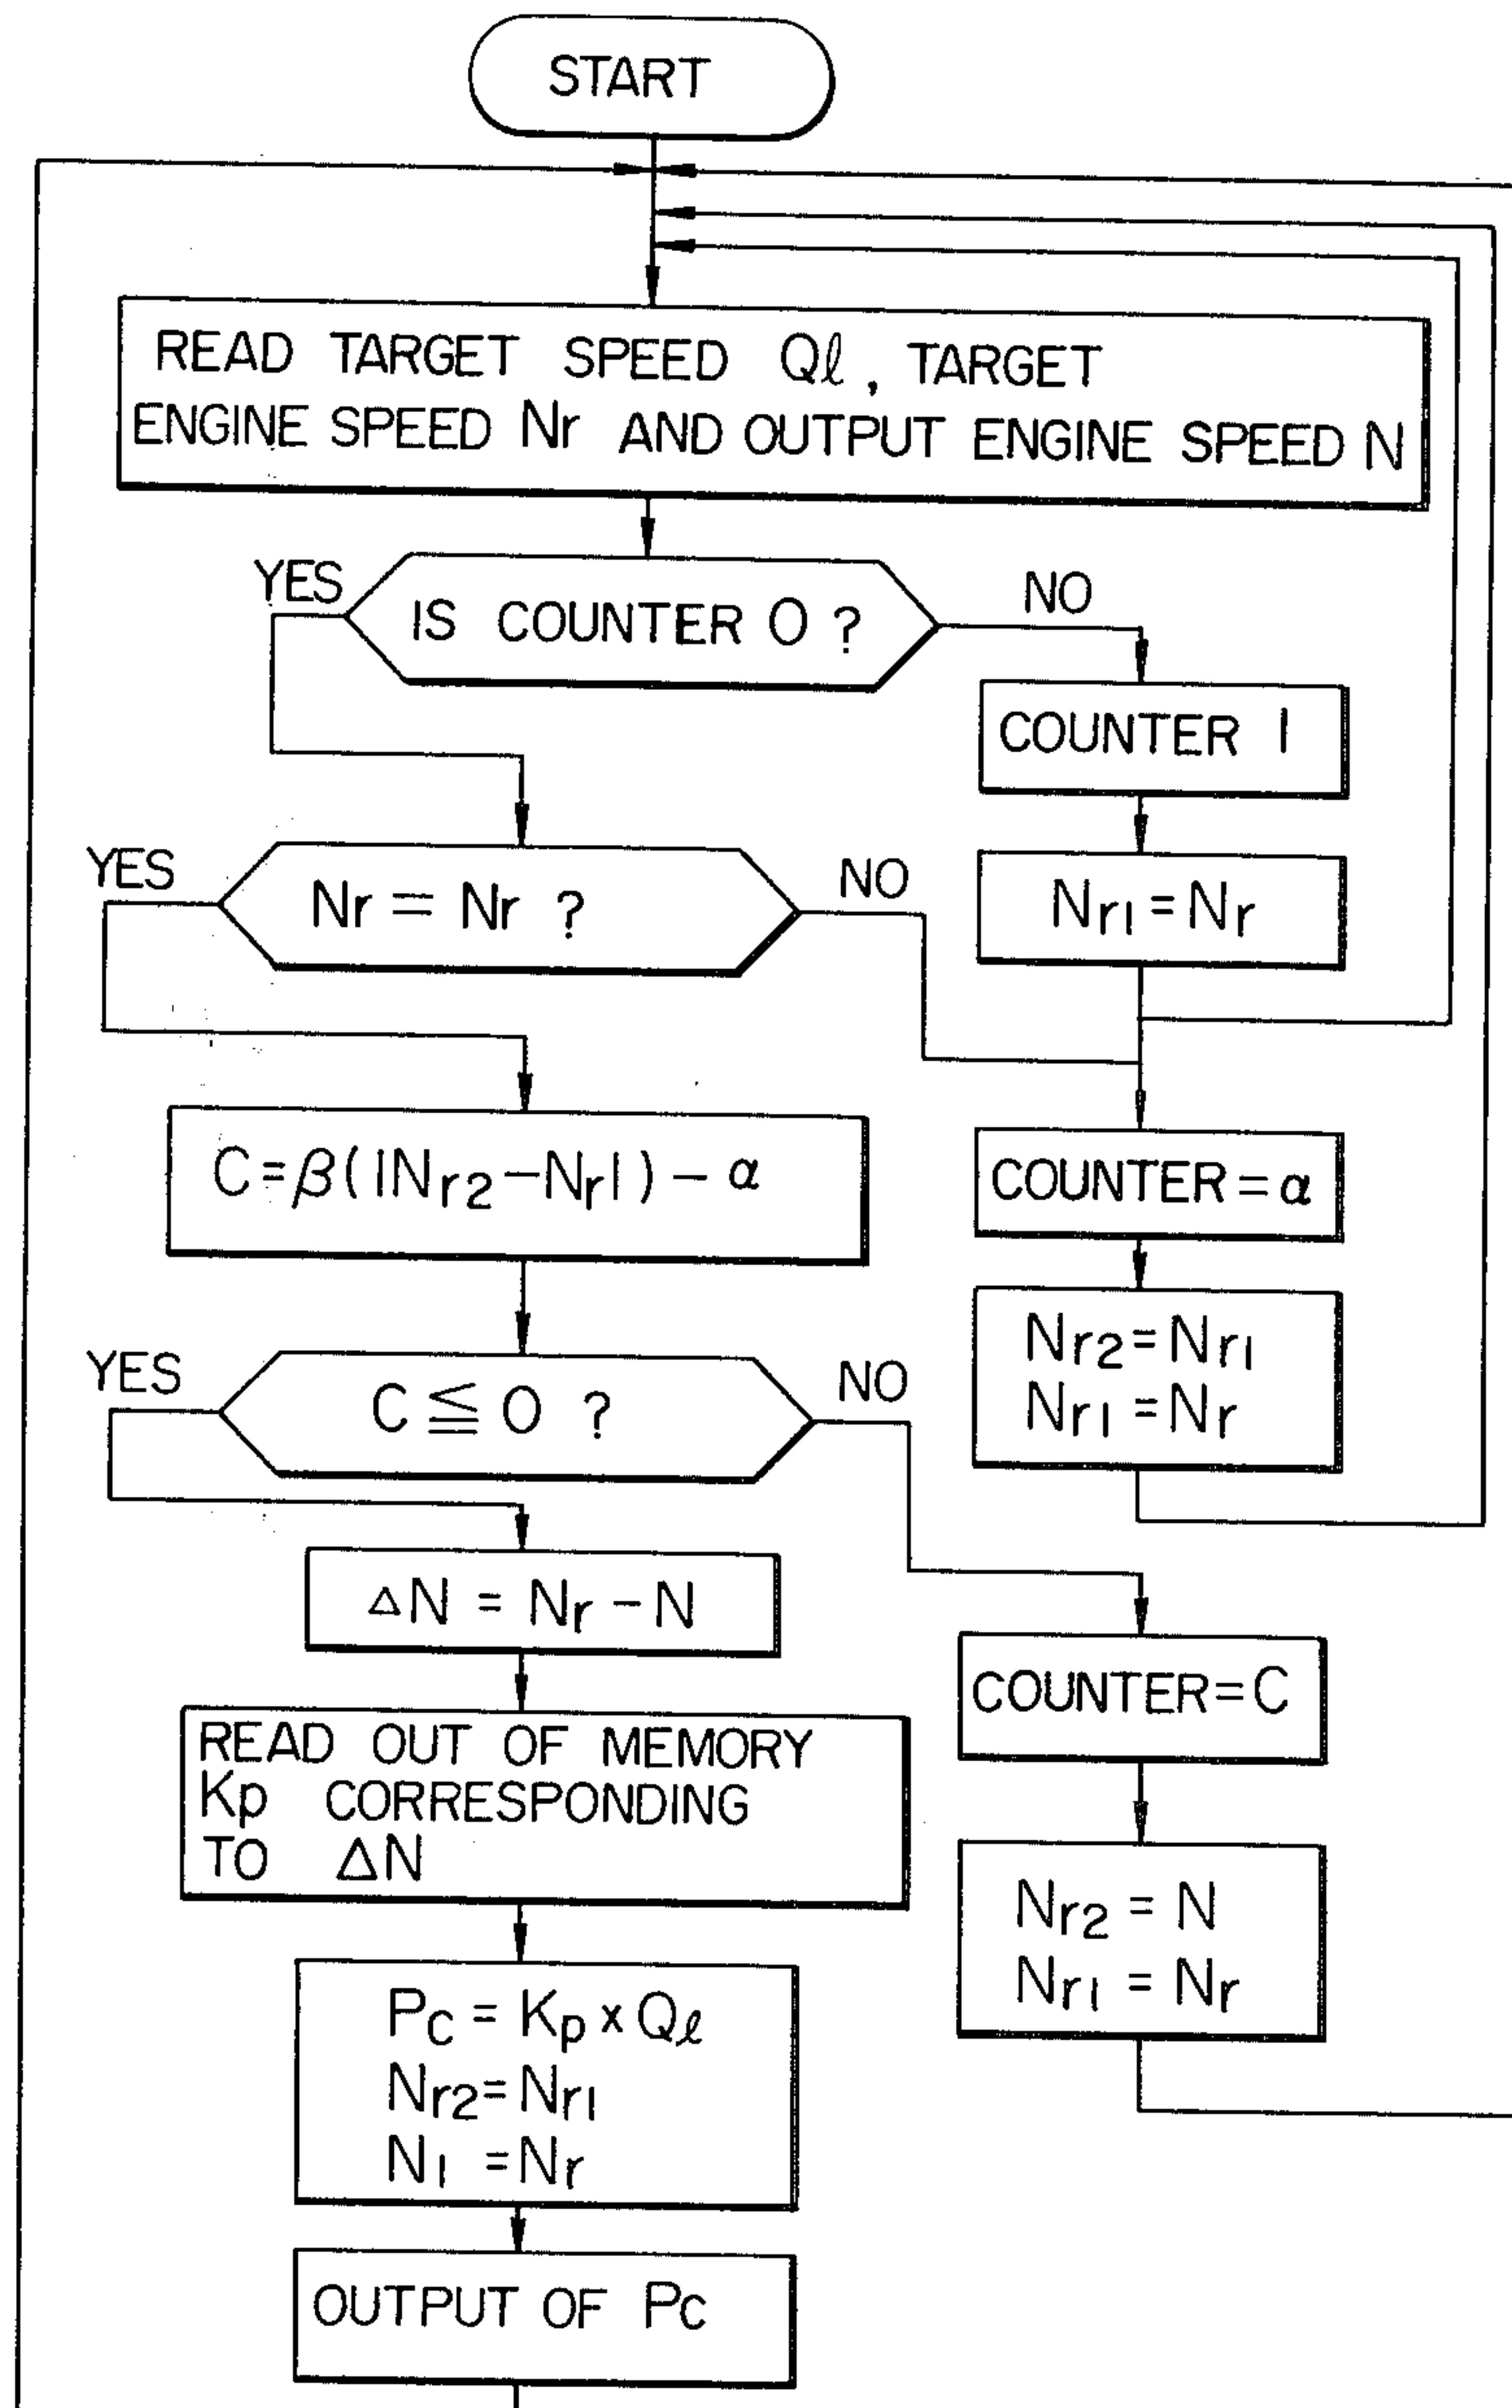 START
READ TARGET SPEED Qℓ, TARGET
ENGINE SPEED Nr AND OUTPUT ENGINE SPEED N
YES
IS COUNTER 0 ?
NO
COUNTER 1
Nr1 = Nr
YES
Nr = Nr ?
NO
C = β(|Nr2 − Nr|) − α
COUNTER = α
Nr2 = Nr1
Nr1 = Nr
YES
C ≦ 0 ?
NO
ΔN = Nr − N
COUNTER = C
READ OUT OF MEMORY
Kp CORRESPONDING
TO ΔN
Nr2 = N
Nr1 = Nr
Pc = Kp x Qℓ
Nr2 = Nr1
N1 = Nr
OUTPUT OF Pc